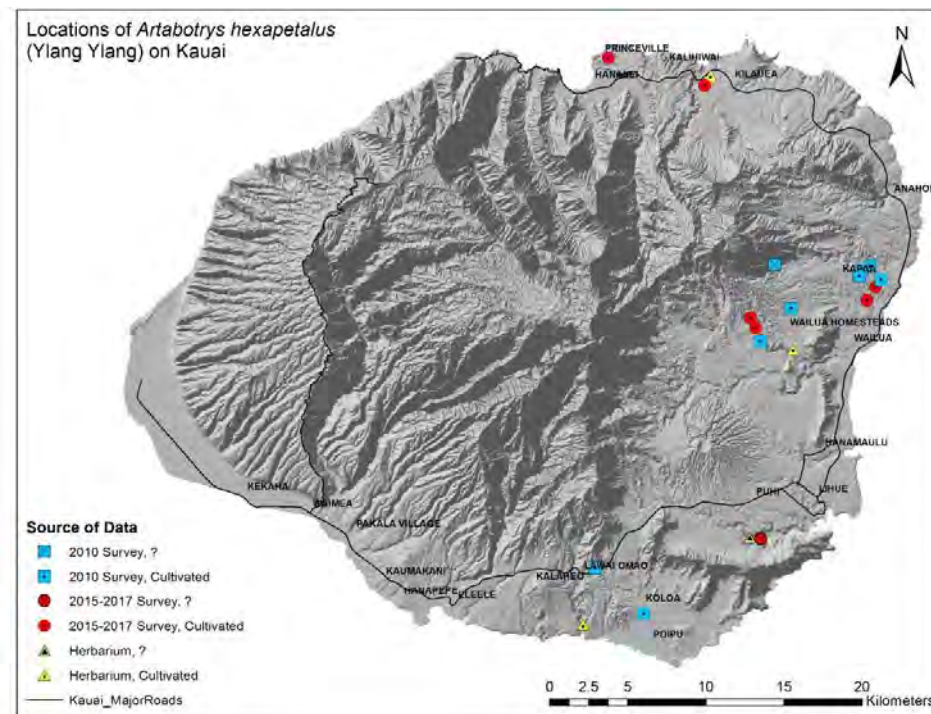 Locations of Artabotrys hexapetalus
(Ylang Ylang) on Kauai
N
PRINCEVILLE
KALIHIWAI
HANALEI
KILAUEA
ANAHO
KAPAA
WAILUA HOMESTEADS
WAILUA
HANAMAULU
PUHI
LIHUE
KEKAHA
PAKALA VILLAGE
KAUMAKANI
KALAHEO
LAWAI
OMAO
HANAPEPE
ELEELE
KOLOA
POIPU
Source of Data
2010 Survey, ?
2010 Survey, Cultivated
2015-2017 Survey, ?
2015-2017 Survey, Cultivated
Herbarium, ?
Herbarium, Cultivated
Kauai_MajorRoads
0 2.5 5 10 15 20
Kilometers